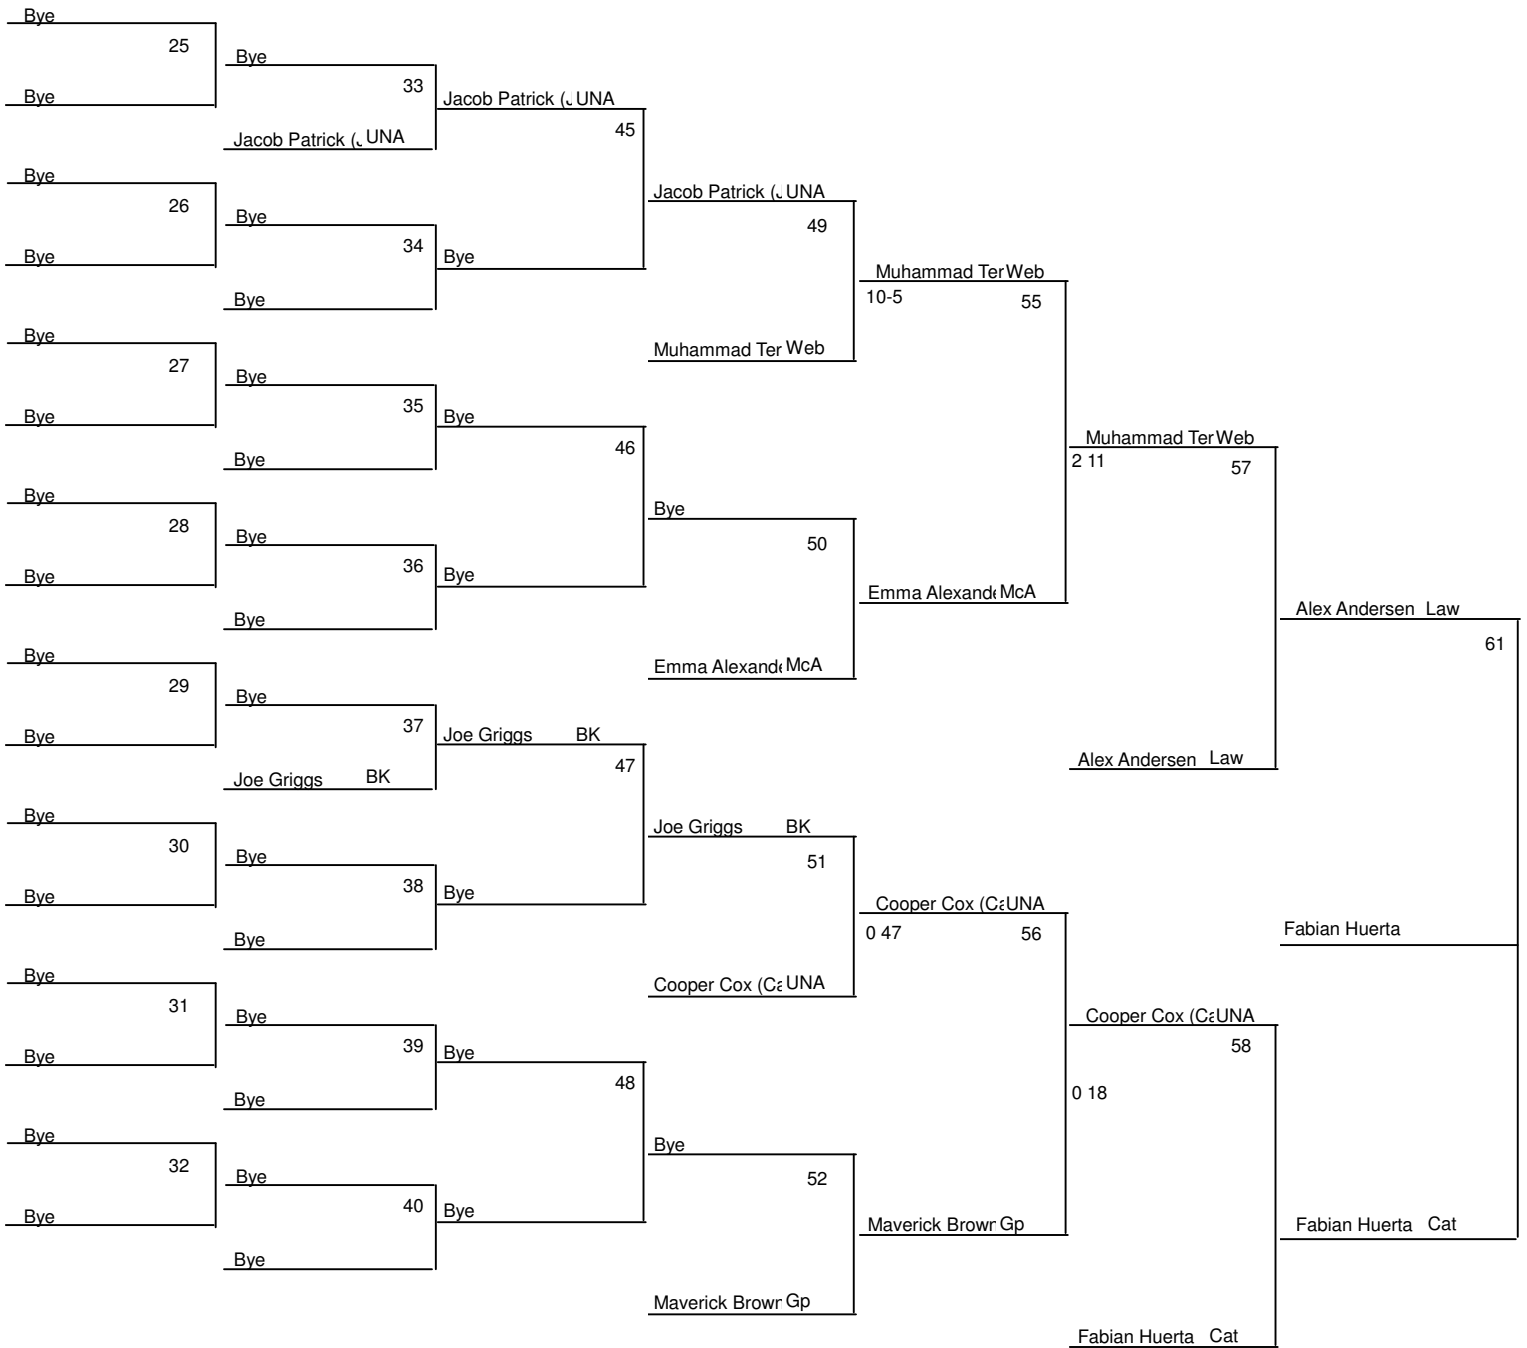 Bye
25
Bye
33
Bye
Jacob Patrick ( UNA
Jacob Patrick ( UNA
45
Bye
26
Bye
34
Bye
Bye
Bye
Jacob Patrick ( UNA
49
Muhammad Ter Web
10-5
55
Muhammad Ter Web
Bye
27
Bye
35
Bye
Bye
Bye
46
Muhammad Ter Web
2 11
57
Bye
28
Bye
36
Bye
Bye
Bye
Bye
50
Emma Alexand McA
Emma Alexand McA
Alex Andersen Law
61
Bye
29
Bye
37
Bye
Joe Griggs BK
Joe Griggs BK
47
Alex Andersen Law
Bye
30
Bye
38
Bye
Bye
Bye
Joe Griggs BK
51
Cooper Cox (C UNA
0 47
56
Cooper Cox (C UNA
Fabian Huerta
Bye
31
Bye
39
Bye
Bye
Bye
48
Cooper Cox (C UNA
58
0 18
Bye
32
Bye
40
Bye
Bye
Bye
Bye
52
Maverick Brown Gp
Maverick Brown Gp
Fabian Huerta Cat
Fabian Huerta Cat